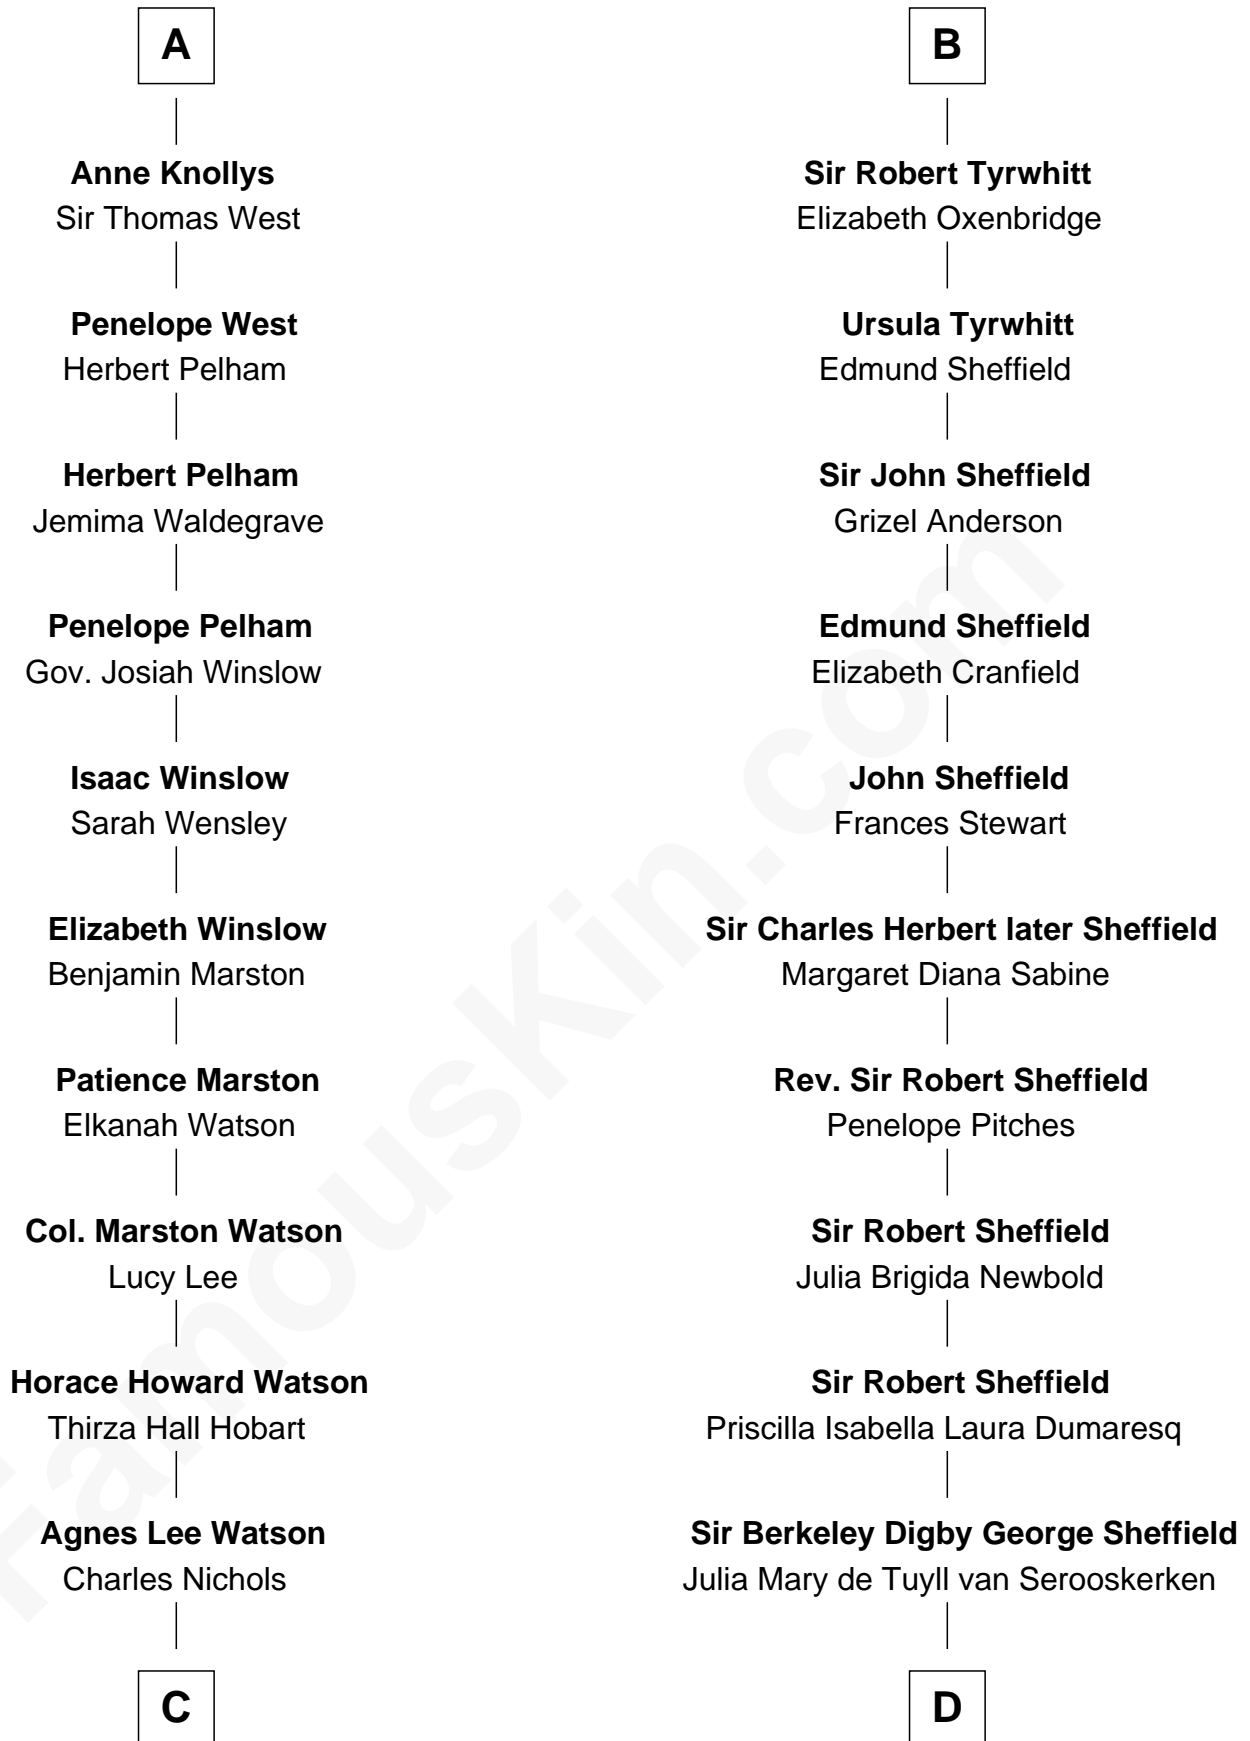 A
Anne Knollys
Sir Thomas West
Penelope West
Herbert Pelham
Herbert Pelham
Jemima Waldegrave
Penelope Pelham
Gov. Josiah Winslow
Isaac Winslow
Sarah Wensley
Elizabeth Winslow
Benjamin Marston
Patience Marston
Elkanah Watson
Col. Marston Watson
Lucy Lee
Horace Howard Watson
Thirza Hall Hobart
Agnes Lee Watson
Charles Nichols
C
B
Sir Robert Tyrwhitt
Elizabeth Oxenbridge
Ursula Tyrwhitt
Edmund Sheffield
Sir John Sheffield
Grizel Anderson
Edmund Sheffield
Elizabeth Cranfield
John Sheffield
Frances Stewart
Sir Charles Herbert later Sheffield
Margaret Diana Sabine
Rev. Sir Robert Sheffield
Penelope Pitches
Sir Robert Sheffield
Julia Brigida Newbold
Sir Robert Sheffield
Priscilla Isabella Laura Dumaresq
Sir Berkeley Digby George Sheffield
Julia Mary de Tuyll van Serooskerken
D
FamousKin.com